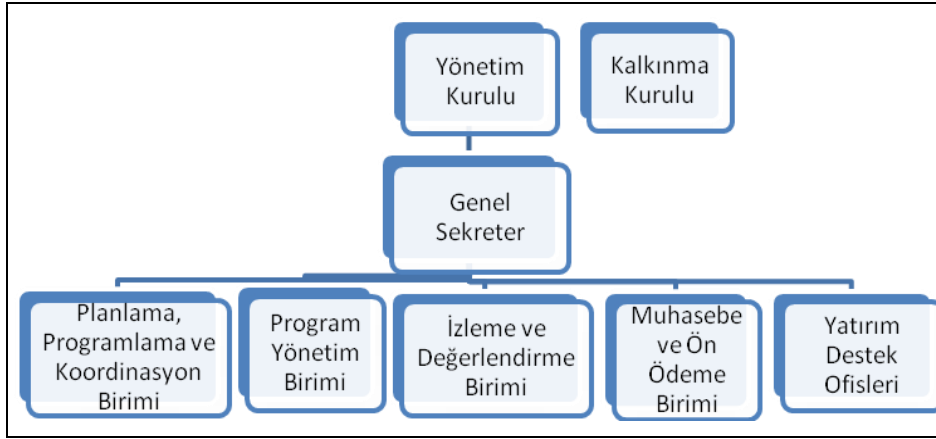 Yönetim
Kurulu
Kalkınma
Kurulu
Genel
Sekreter
Planlama,
Programlama ve
Koordinasyon
Birimi
Program
Yönetim
Birimi
İzleme ve
Değerlendirme
Birimi
Muhasebe
ve Ön
Ödeme
Birimi
Yatırım
Destek
Ofisleri